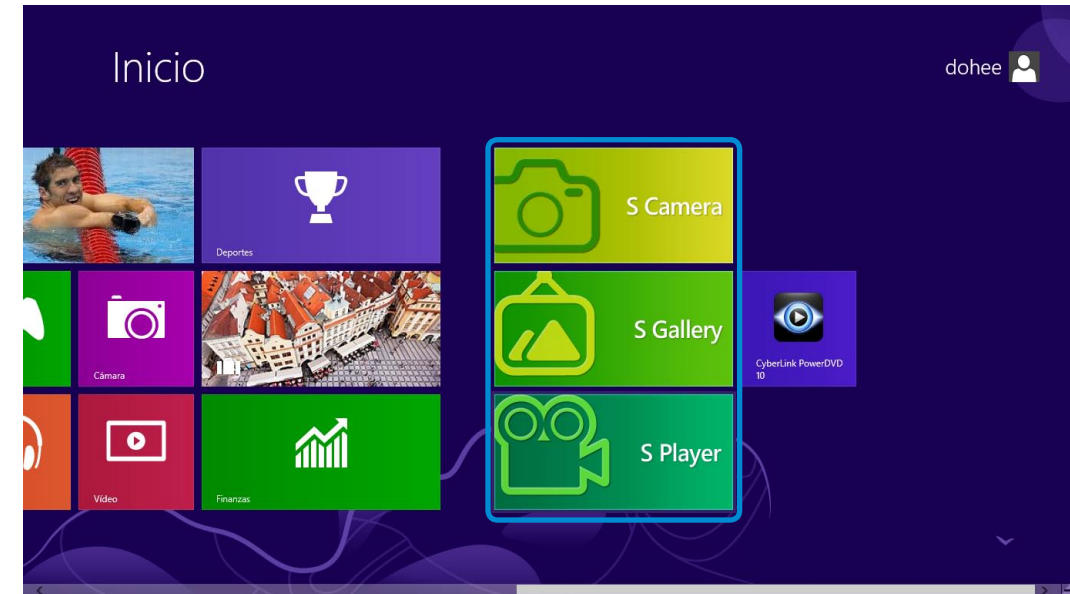 Inicio
dohee
Deportes
S Camera
Cámara
S Gallery
CyberLink PowerDVD
10
Vídeo
Finanzas
S Player